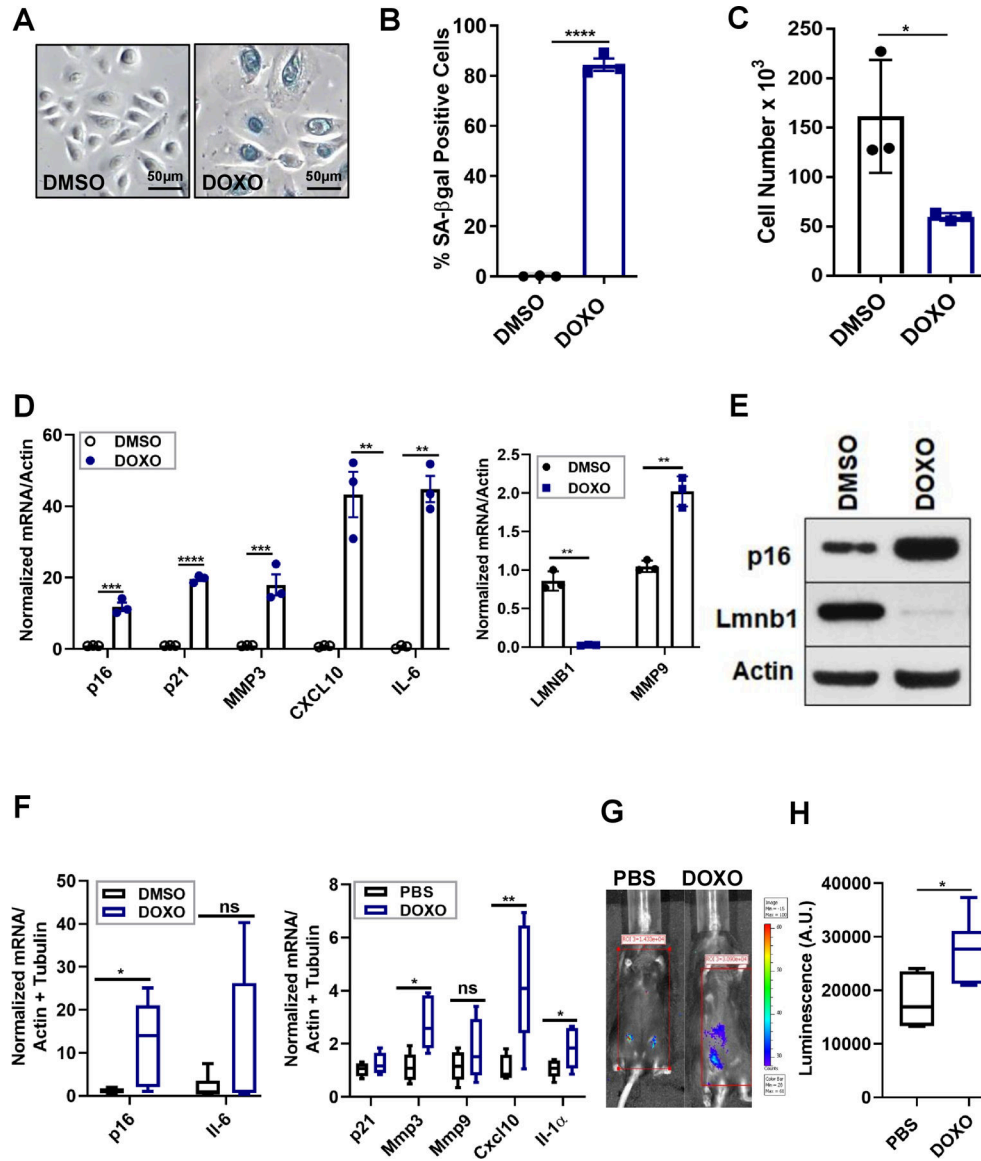 A
DMSO
50µm
DOXO
50µm
B
% SA-βgal Positive Cells
100
80
60
40
20
0
****
DMSO
DOXO
C
Cell Number x 10³
250
200
150
100
50
0
*
DMSO
DOXO
D
Normalized mRNA/Actin
60
40
20
0
DMSO
DOXO
***
****
***
**
**
p16
p21
MMP3
CXCL10
IL-6
Normalized mRNA/Actin
2.5
2.0
1.5
1.0
0.5
0.0
DMSO
DOXO
**
**
LMNB1
MMP9
E
DMSO
DOXO
p16
Lmnb1
Actin
F
Normalized mRNA/
Actin + Tubulin
50
40
30
20
10
0
DMSO
DOXO
*
ns
p16
Il-6
Normalized mRNA/
Actin + Tubulin
8
6
4
2
0
PBS
DOXO
*
ns
**
*
p21
Mmp3
Mmp9
Cxcl10
Il-1α
G
PBS
DOXO
Image
Counts
Color Bar
H
Luminescence (A.U.)
40000
30000
20000
10000
0
*
PBS
DOXO